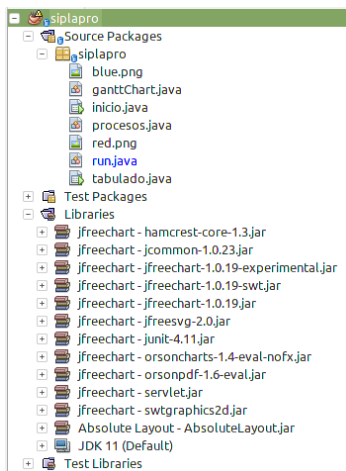 siplapro
Source Packages
siplapro
blue.png
ganttChart.java
inicio.java
procesos.java
red.png
run.java
tabulado.java
Test Packages
Libraries
jfreechart - hamcrest-core-1.3.jar
jfreechart - jcommon-1.0.23.jar
jfreechart - jfreechart-1.0.19-experimental.jar
jfreechart - jfreechart-1.0.19-swt.jar
jfreechart - jfreechart-1.0.19.jar
jfreechart - jfreesvg-2.0.jar
jfreechart - junit-4.11.jar
jfreechart - orsoncharts-1.4-eval-nofx.jar
jfreechart - orsonpdf-1.6-eval.jar
jfreechart - servlet.jar
jfreechart - swtgraphics2d.jar
Absolute Layout - AbsoluteLayout.jar
JDK 11 (Default)
Test Libraries